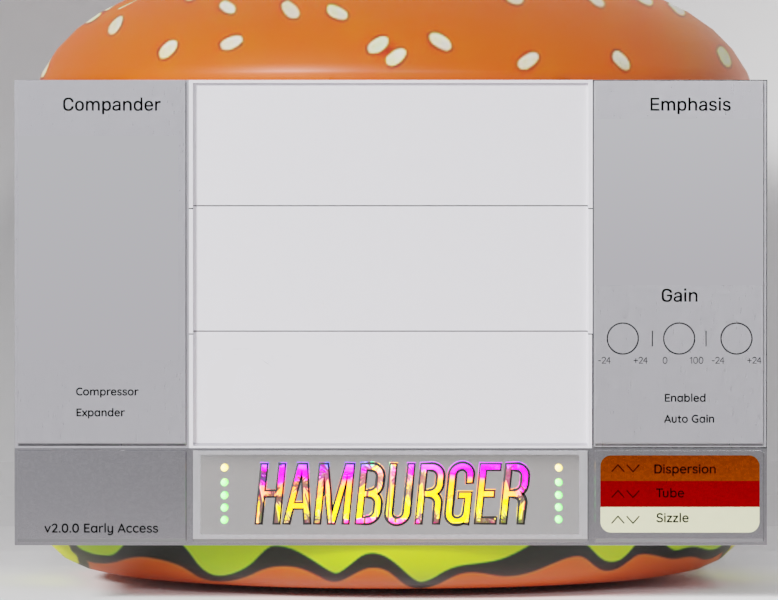 Compander
Emphasis
Gain
-24 +24 0 100 -24 +24
Compressor
Expander
Enabled
Auto Gain
HAMBURGER
Dispersion
Tube
Sizzle
v2.0.0 Early Access